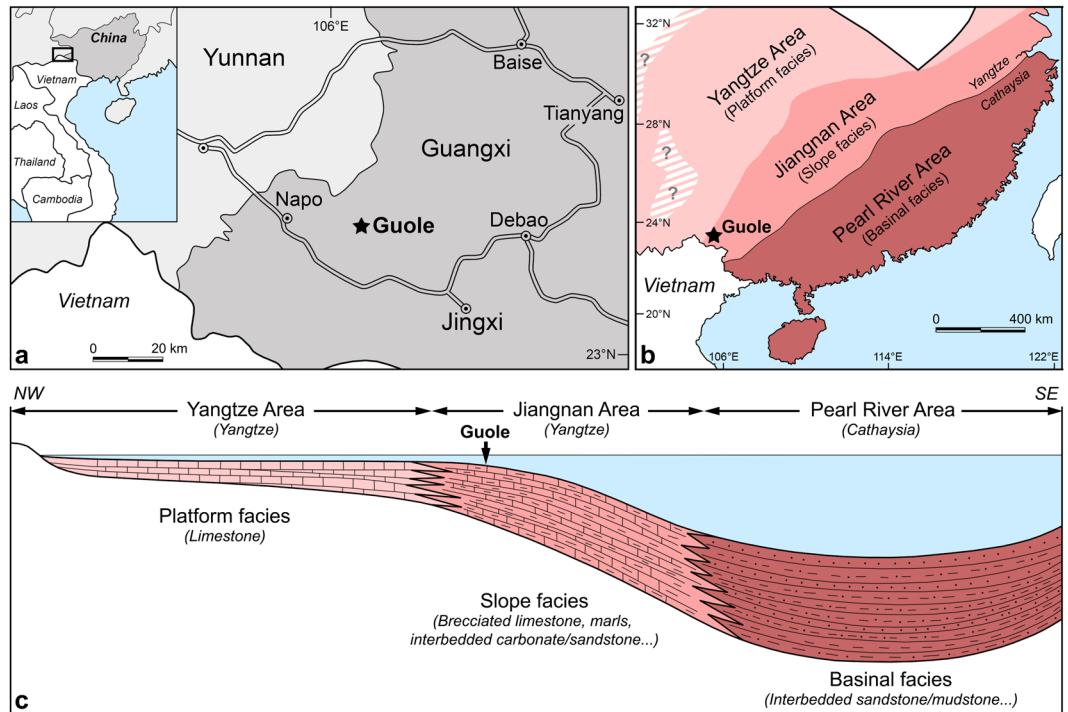 China
Vietnam
Laos
Thailand
Cambodia
106°E
Yunnan
Baise
Tianyang
Guangxi
Napo
Guole
Debao
Vietnam
Jingxi
0 20 km
23°N
a
32°N
28°N
24°N
20°N
?
?
?
Yangtze Area
(Platform facies)
Jiangnan Area
(Slope facies)
Yangtze
Cathaysia
Pearl River Area
(Basinal facies)
Guole
Vietnam
0 400 km
106°E 114°E 122°E
b
NW SE
Yangtze Area Jiangnan Area Pearl River Area
(Yangtze) (Yangtze) (Cathaysia)
Guole
Platform facies
(Limestone)
Slope facies
(Brecciated limestone, marls,
interbedded carbonate/sandstone...)
Basinal facies
(Interbedded sandstone/mudstone...)
c